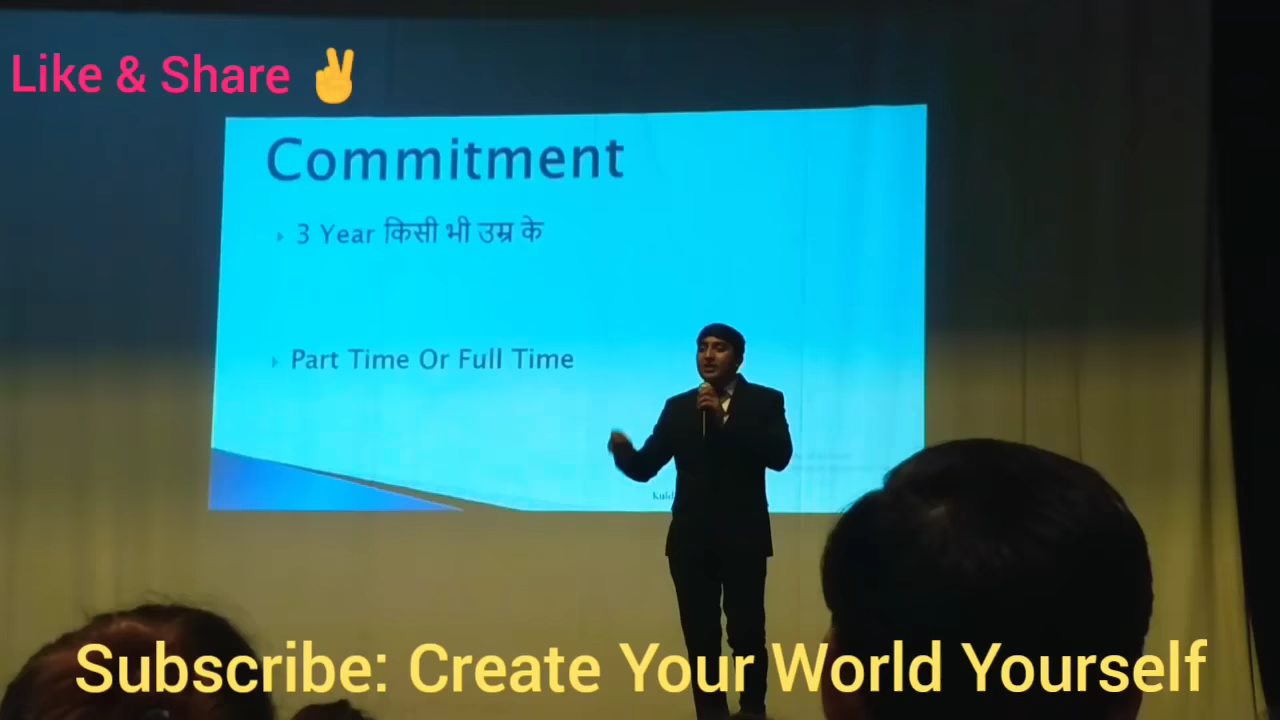 Like & Share ✌
Commitment
3 Year किसी भी उम्र के
Part Time Or Full Time
Subscribe: Create Your World Yourself